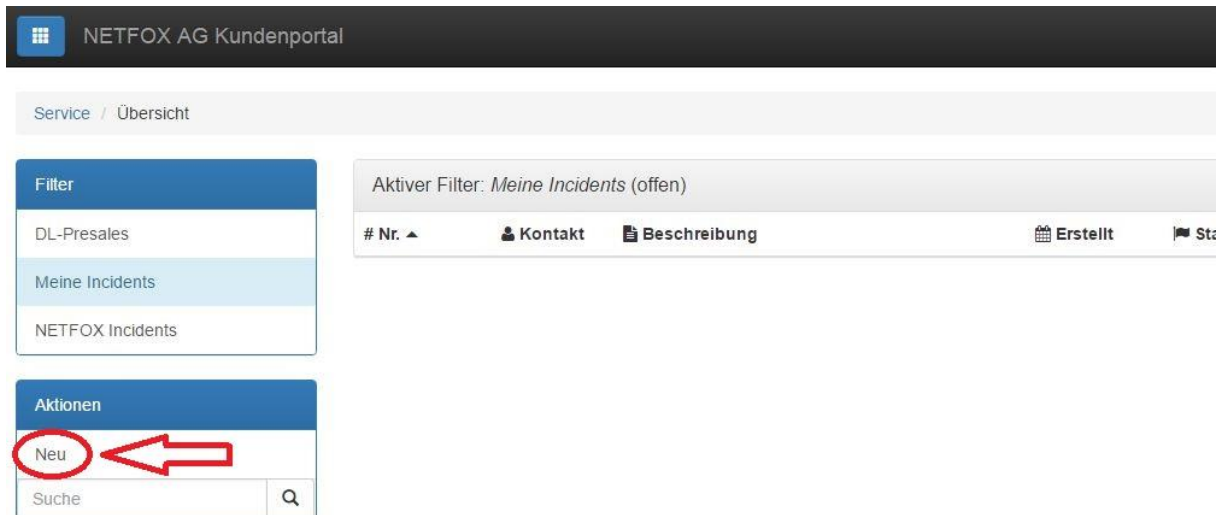 NETFOX AG Kundenportal
Service / Übersicht
Filter
DL-Presales
Meine Incidents
NETFOX Incidents
Aktionen
Neu
Suche
Aktiver Filter: Meine Incidents (offen)
# Nr. Kontakt Beschreibung Erstellt Sta